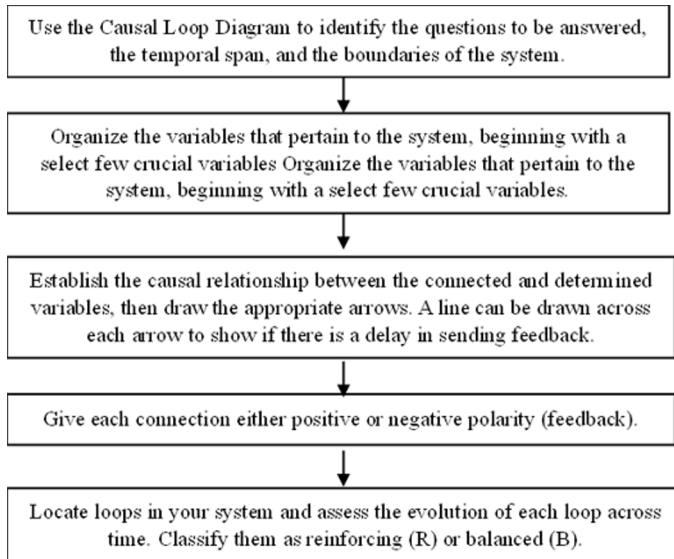 Use the Causal Loop Diagram to identify the questions to be answered,
the temporal span, and the boundaries of the system.
Organize the variables that pertain to the system, beginning with a
select few crucial variables Organize the variables that pertain to the
system, beginning with a select few crucial variables.
Establish the causal relationship between the connected and determined
variables, then draw the appropriate arrows. A line can be drawn across
each arrow to show if there is a delay in sending feedback.
Give each connection either positive or negative polarity (feedback).
Locate loops in your system and assess the evolution of each loop across
time. Classify them as reinforcing (R) or balanced (B).